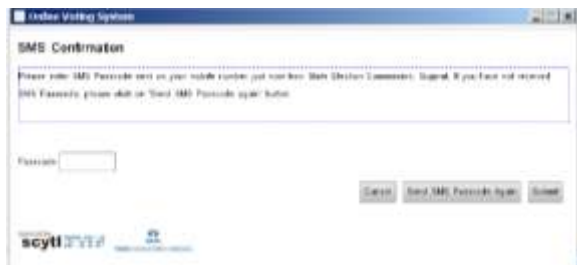 Online Voting System
SMS Confirmation
Please enter SMS Passcode sent on your mobile number just now from State Election Commission, Gujarat. If you have not received
SMS Passcode, please click on 'Send SMS Passcode again' button.
Passcode
Cancel
Send SMS Passcode Again
Submit
scytl